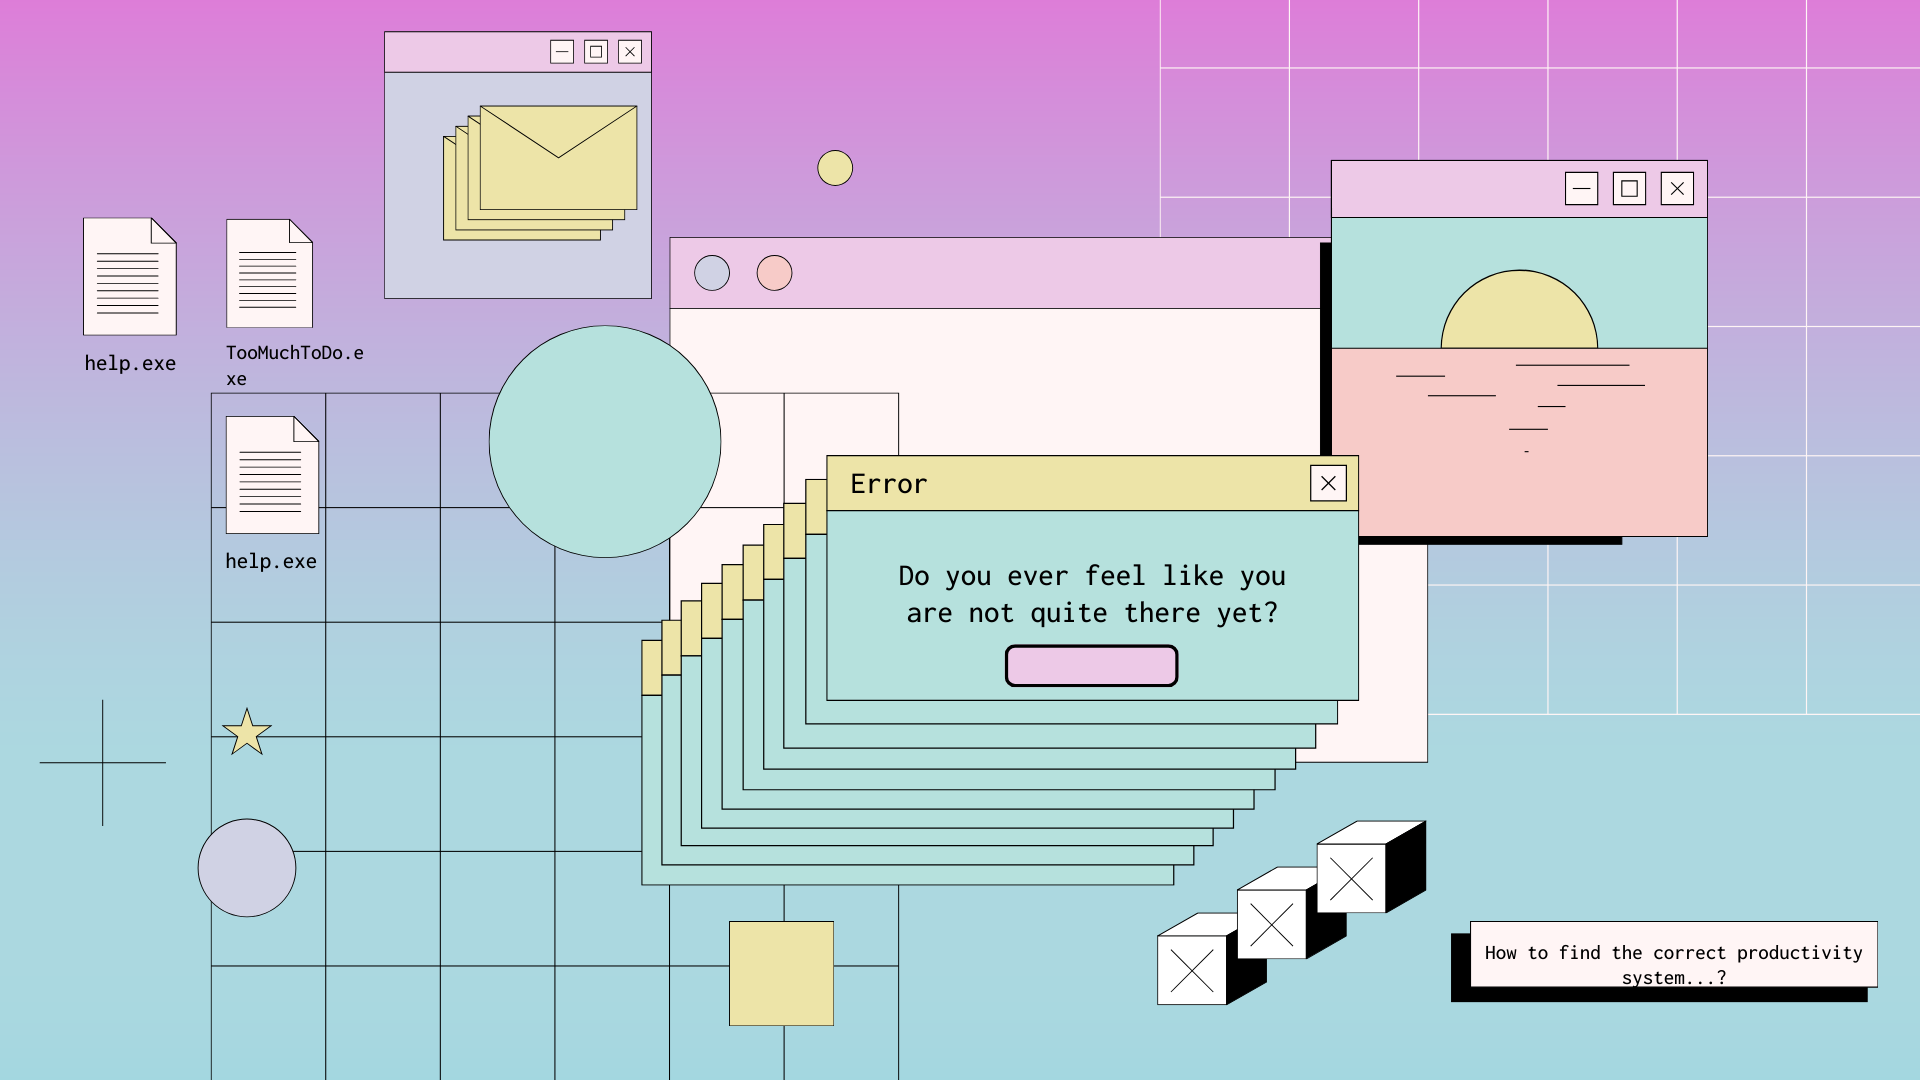 help.exe
TooMuchToDo.e
xe
help.exe
Error
Do you ever feel like you
are not quite there yet?
How to find the correct productivity
system...?